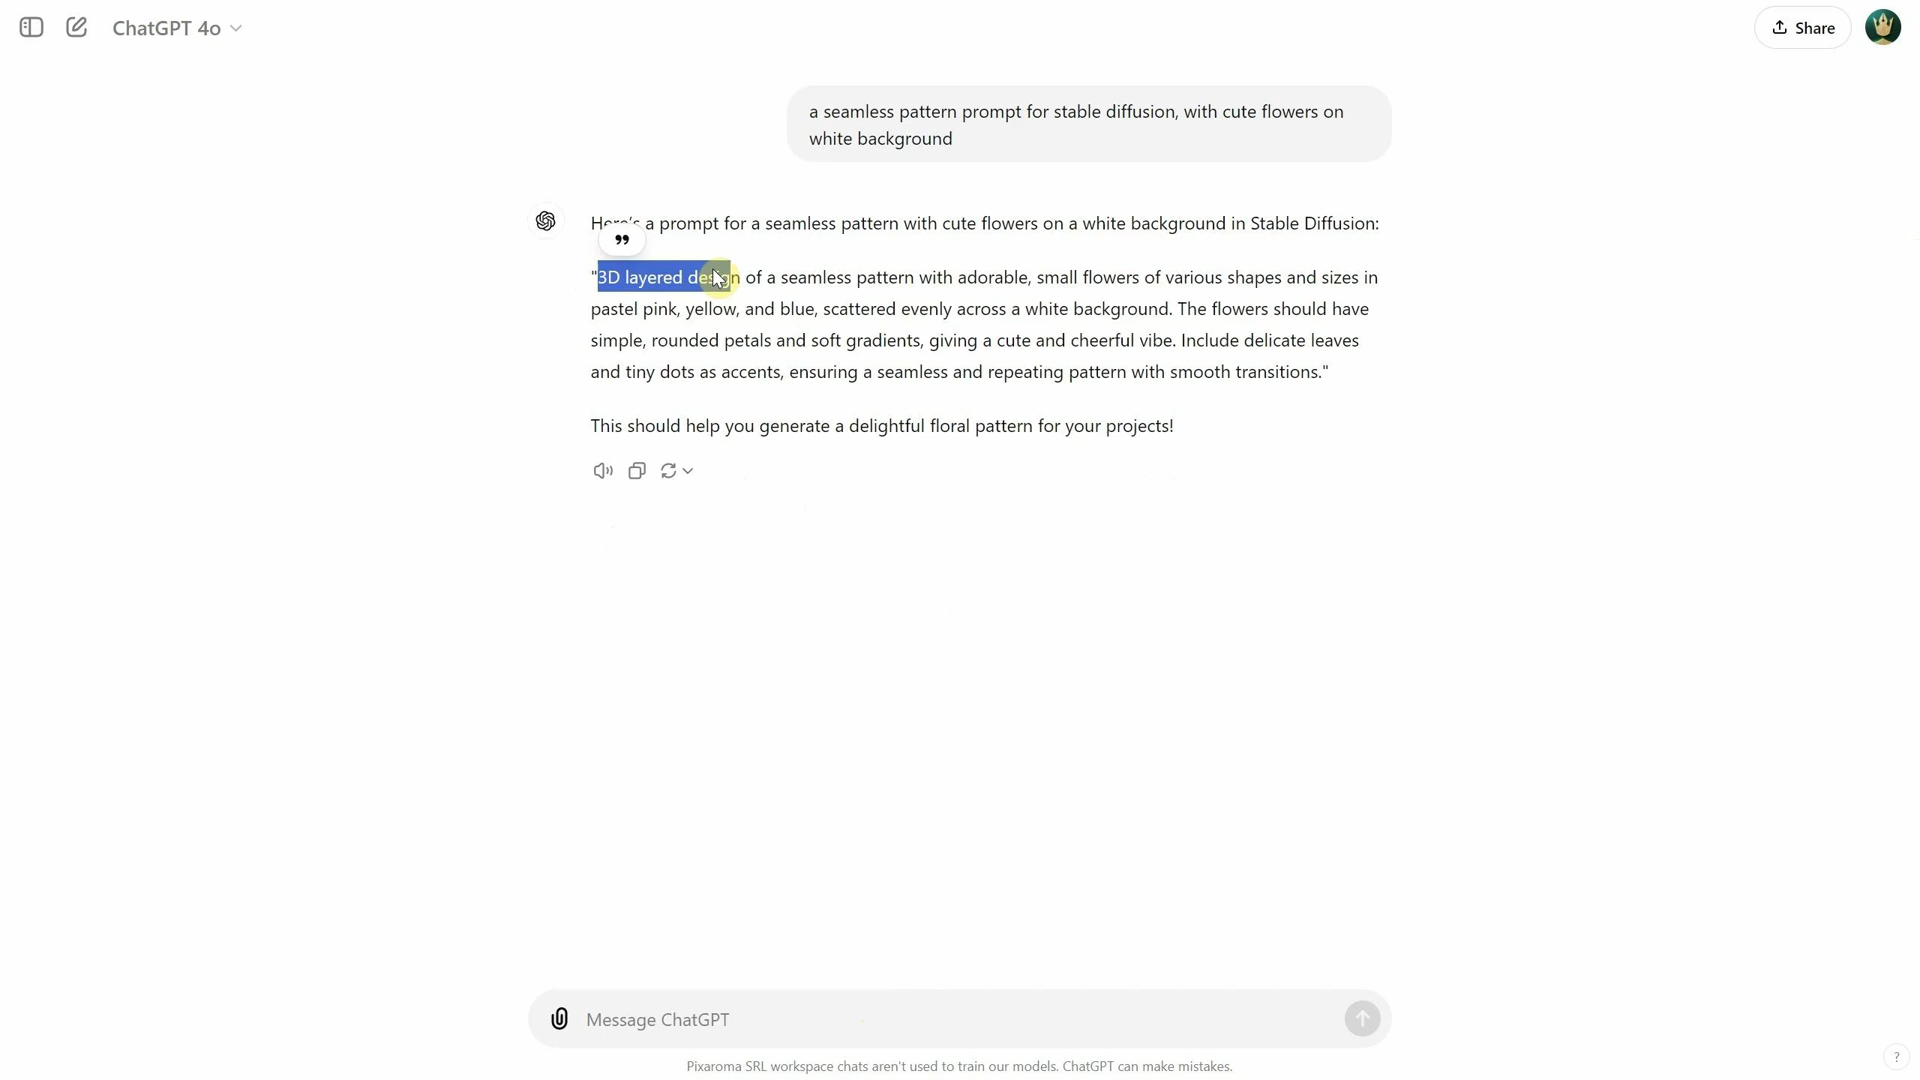 ChatGPT 4o
Share
a seamless pattern prompt for stable diffusion, with cute flowers on
white background
Here's a prompt for a seamless pattern with cute flowers on a white background in Stable Diffusion:
"3D layered design of a seamless pattern with adorable, small flowers of various shapes and sizes in
pastel pink, yellow, and blue, scattered evenly across a white background. The flowers should have
simple, rounded petals and soft gradients, giving a cute and cheerful vibe. Include delicate leaves
and tiny dots as accents, ensuring a seamless and repeating pattern with smooth transitions."
This should help you generate a delightful floral pattern for your projects!
Message ChatGPT
Pixaroma SRL workspace chats aren't used to train our models. ChatGPT can make mistakes.
?